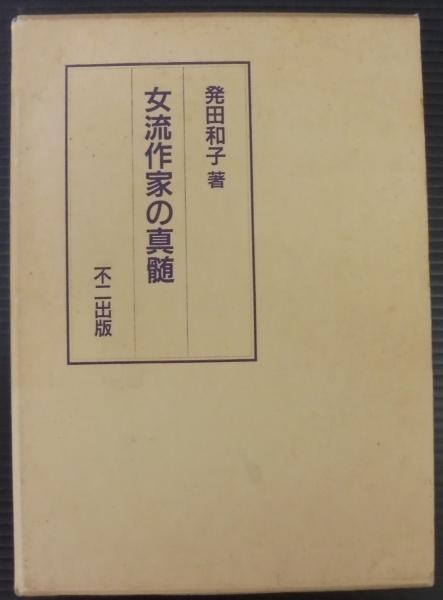 発田和子 著
女流作家の真髄
不二出版